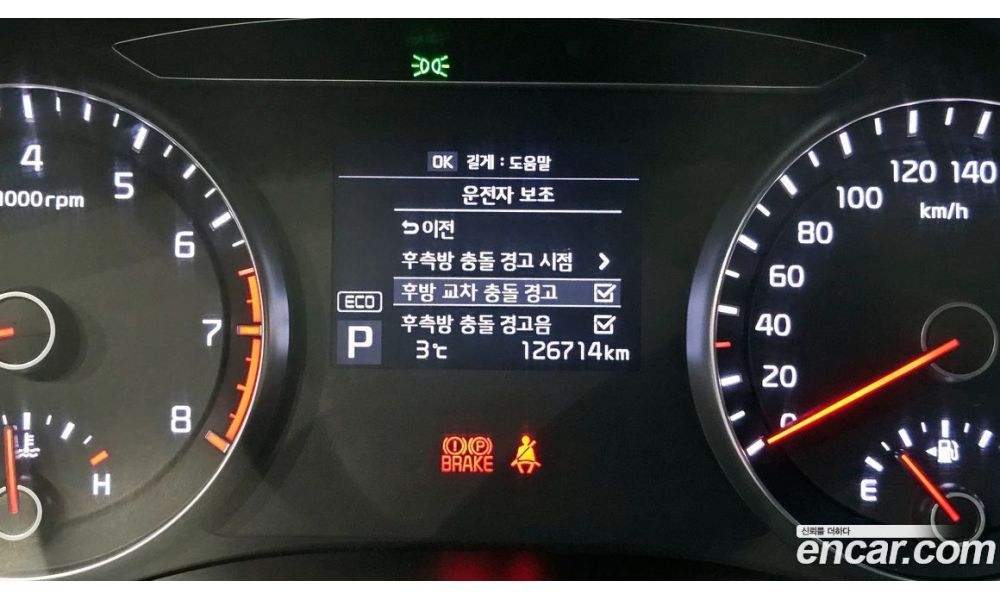 OK 길게 : 도움말
운전자 보조
이전
후측방 충돌 경고 시점
후방 교차 충돌 경고
후측방 충돌 경고음
ECO
P
3℃ 126714km
4
5
6
7
8
000rpm
H
BRAKE
P
0
20
40
60
80
100
120
140
km/h
E
신뢰를 더하다
encar.com